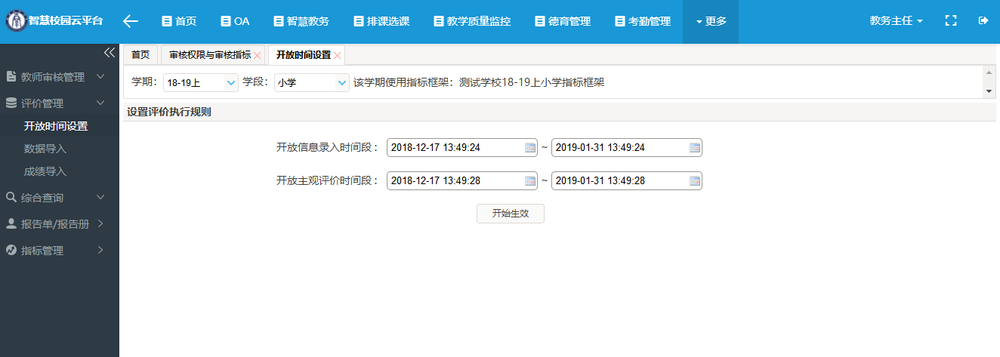 智慧校园云平台 首页 OA 智慧教务 排课选课 教学质量监控 德育管理 考勤管理 更多 教务主任
首页 审核权限与审核指标 开放时间设置
学期： 18-19上 学段： 小学 该学期使用指标框架：测试学校18-19上小学指标框架
教师审核管理
评价管理
开放时间设置
数据导入
成绩导入
综合查询
报告单/报告册
指标管理
设置评价执行规则
开放信息录入时间段： 2018-12-17 13:49:24 ~ 2019-01-31 13:49:24
开放主观评价时间段： 2018-12-17 13:49:28 ~ 2019-01-31 13:49:28
开始生效